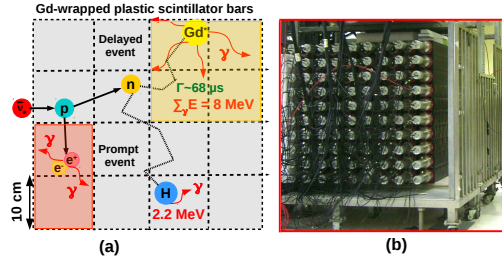 Gd-wrapped plastic scintillator bars
Delayed event
Gd
γ
n
Γ~68 μs
∑γE = 8 MeV
ν̄e
p
γ
e⁺
e⁻
γ
Prompt event
H
γ
2.2 MeV
10 cm
(a)
(b)